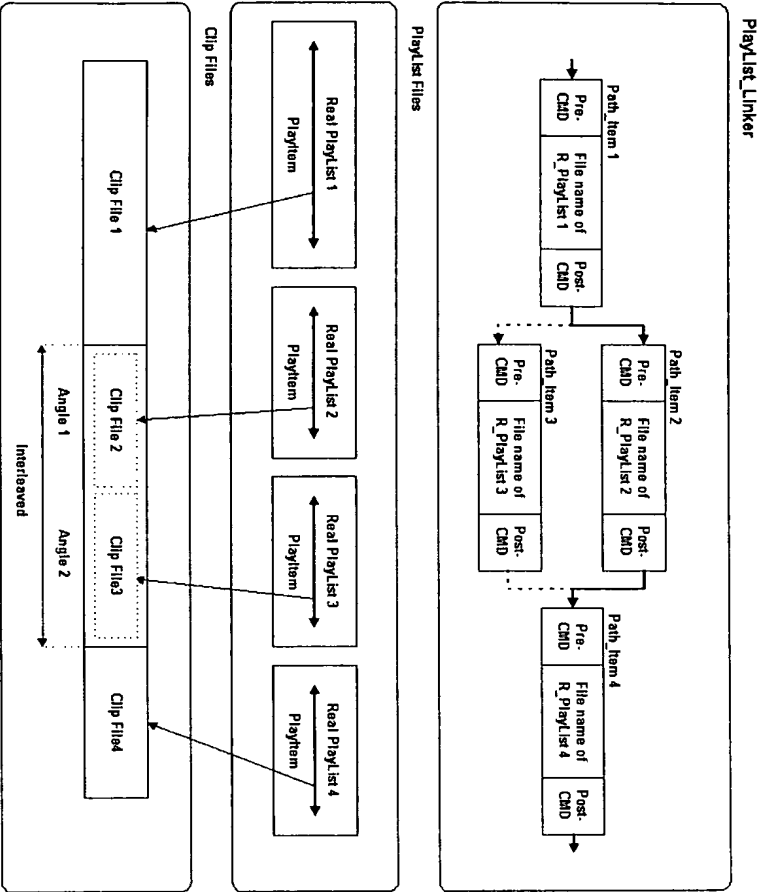 PlayList_Linker
Path_Item 1
Pre-
CMD
File name of
R_PlayList 1
Post-
CMD
Path_Item 2
Pre-
CMD
File name of
R_PlayList 2
Post-
CMD
Path_Item 3
Pre-
CMD
File name of
R_PlayList 3
Post-
CMD
Path_Item 4
Pre-
CMD
File name of
R_PlayList 4
Post-
CMD
PlayList Files
Real PlayList 1
PlayItem
Real PlayList 2
PlayItem
Real PlayList 3
PlayItem
Real PlayList 4
PlayItem
Clip Files
Clip File 1
Clip File 2
Clip File3
Clip File4
Angle 1
Angle 2
Interleaved